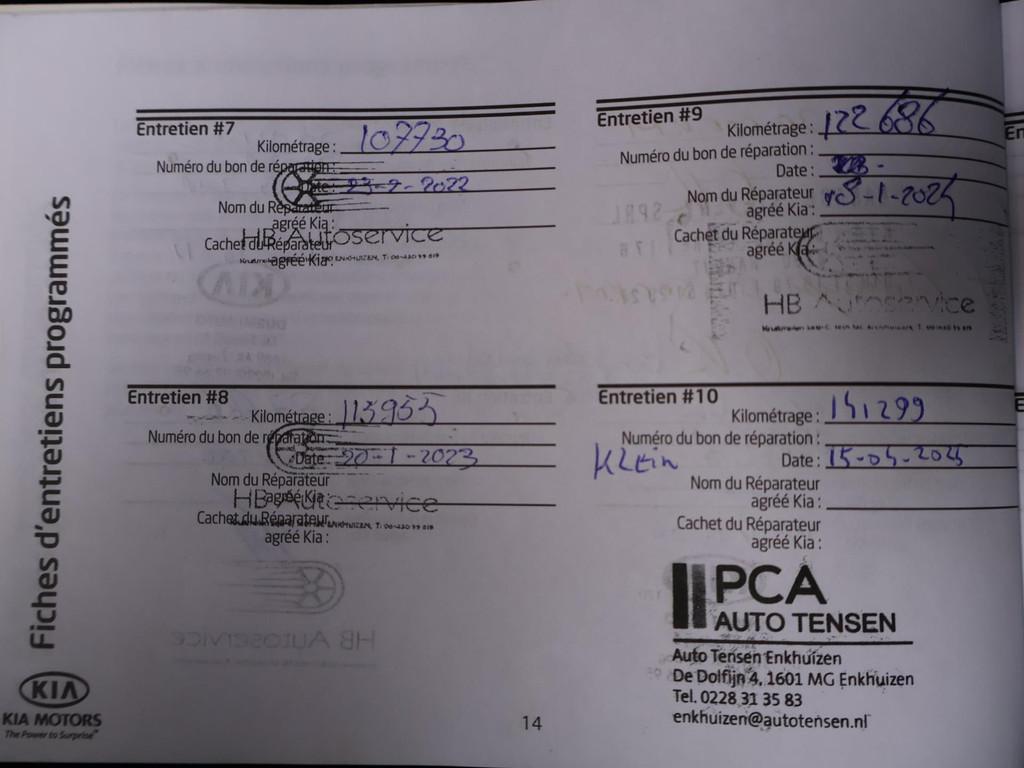 Fiches d'entretiens programmés
Entretien #7
Kilométrage : 107730
Numéro du bon de réparation :
Date : 23-9-2022
Nom du Réparateur
agréé Kia :
HB Autoservice
Cachet du Réparateur
agréé Kia :
Entretien #8
Kilométrage : 113955
Numéro du bon de réparation :
Date : 20-1-2023
Nom du Réparateur
agréé Kia :
HB Autoservice
Cachet du Réparateur
agréé Kia :
Entretien #9
Kilométrage : 122686
Numéro du bon de réparation :
Date :
Nom du Réparateur
agréé Kia :
Cachet du Réparateur
agréé Kia :
HB Autoservice
Entretien #10
Kilométrage : 141299
Numéro du bon de réparation :
KLEin
Date :
Nom du Réparateur
agréé Kia :
Cachet du Réparateur
agréé Kia :
PCA
AUTO TENSEN
Auto Tensen Enkhuizen
De Dolfijn 4, 1601 MG Enkhuizen
Tel. 0228 31 35 83
enkhuizen@autotensen.nl
KIA
KIA MOTORS
The Power to Surprise™
14